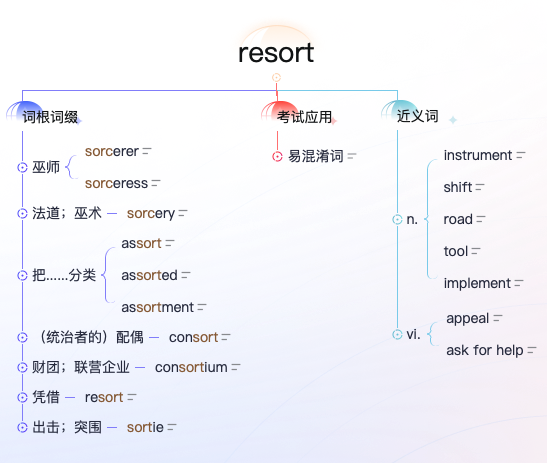 resort
词根词缀
巫师
sorcerer
sorceress
法道；巫术 — sorcery
把……分类
assort
assorted
assortment
（统治者的）配偶 — consort
财团；联营企业 — consortium
凭借 — resort
出击；突围 — sortie
考试应用
易混淆词
近义词
n.
instrument
shift
road
tool
implement
vi.
appeal
ask for help